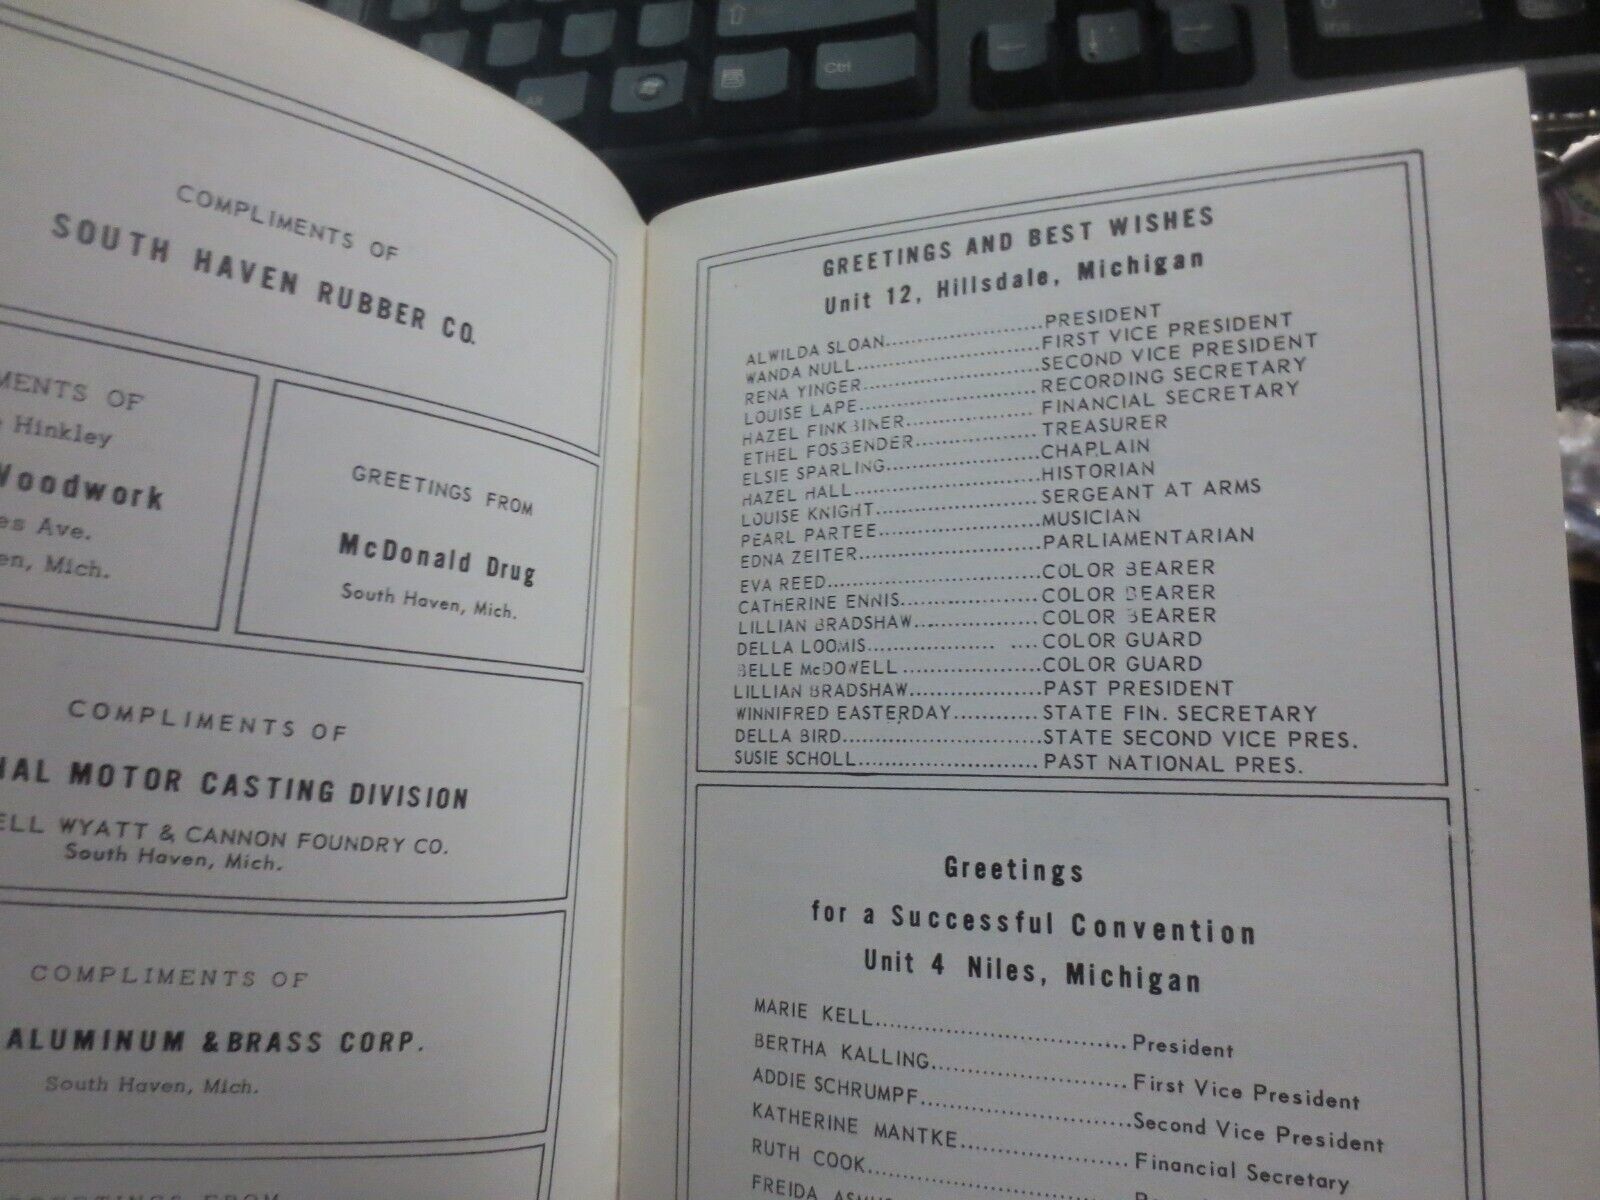 COMPLIMENTS OF
SOUTH HAVEN RUBBER CO.
MENTS OF
Hinkley
Woodwork
es Ave.
en, Mich.
GREETINGS FROM
McDonald Drug
South Haven, Mich.
COMPLIMENTS OF
MOTOR CASTING DIVISION
ELL WYATT & CANNON FOUNDRY CO.
South Haven, Mich.
COMPLIMENTS OF
ALUMINUM & BRASS CORP.
South Haven, Mich.
GREETINGS FROM
GREETINGS AND BEST WISHES
Unit 12, Hillsdale, Michigan
ALWILDA SLOAN....................PRESIDENT
WANDA NULL....................FIRST VICE PRESIDENT
RENA YINGER....................SECOND VICE PRESIDENT
LOUISE LAPE....................RECORDING SECRETARY
HAZEL FINKBINER....................FINANCIAL SECRETARY
ETHEL FOSBENDER....................TREASURER
ELSIE SPARLING....................CHAPLAIN
HAZEL HALL....................HISTORIAN
LOUISE KNIGHT....................SERGEANT AT ARMS
PEARL PARTEE....................MUSICIAN
EDNA ZEITER....................PARLIAMENTARIAN
EVA REED....................COLOR BEARER
CATHERINE ENNIS....................COLOR BEARER
LILLIAN BRADSHAW....................COLOR BEARER
DELLA LOOMIS.................... ....COLOR GUARD
BELLE McDOWELL....................COLOR GUARD
LILLIAN BRADSHAW....................PAST PRESIDENT
WINNIFRED EASTERDAY............STATE FIN. SECRETARY
DELLA BIRD....................STATE SECOND VICE PRES.
SUSIE SCHOLL....................PAST NATIONAL PRES.
Greetings
for a Successful Convention
Unit 4 Niles, Michigan
MARIE KELL....................President
BERTHA KALLING....................First Vice President
ADDIE SCHRUMPF....................Second Vice President
KATHERINE MANTKE....................Financial Secretary
RUTH COOK....................
FREIDA
Ctrl
Alt
Ctrl